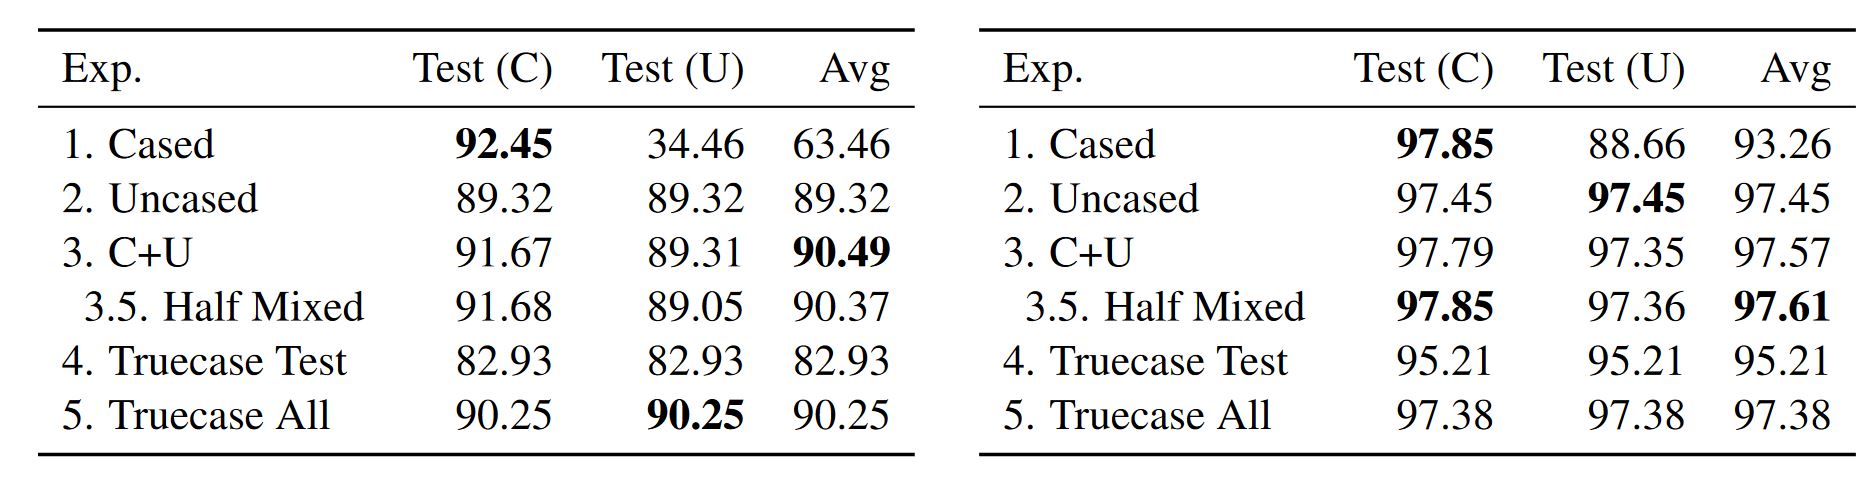 Exp. Test (C) Test (U) Avg
1. Cased 92.45 34.46 63.46
2. Uncased 89.32 89.32 89.32
3. C+U 91.67 89.31 90.49
3.5. Half Mixed 91.68 89.05 90.37
4. Truecase Test 82.93 82.93 82.93
5. Truecase All 90.25 90.25 90.25
Exp. Test (C) Test (U) Avg
1. Cased 97.85 88.66 93.26
2. Uncased 97.45 97.45 97.45
3. C+U 97.79 97.35 97.57
3.5. Half Mixed 97.85 97.36 97.61
4. Truecase Test 95.21 95.21 95.21
5. Truecase All 97.38 97.38 97.38